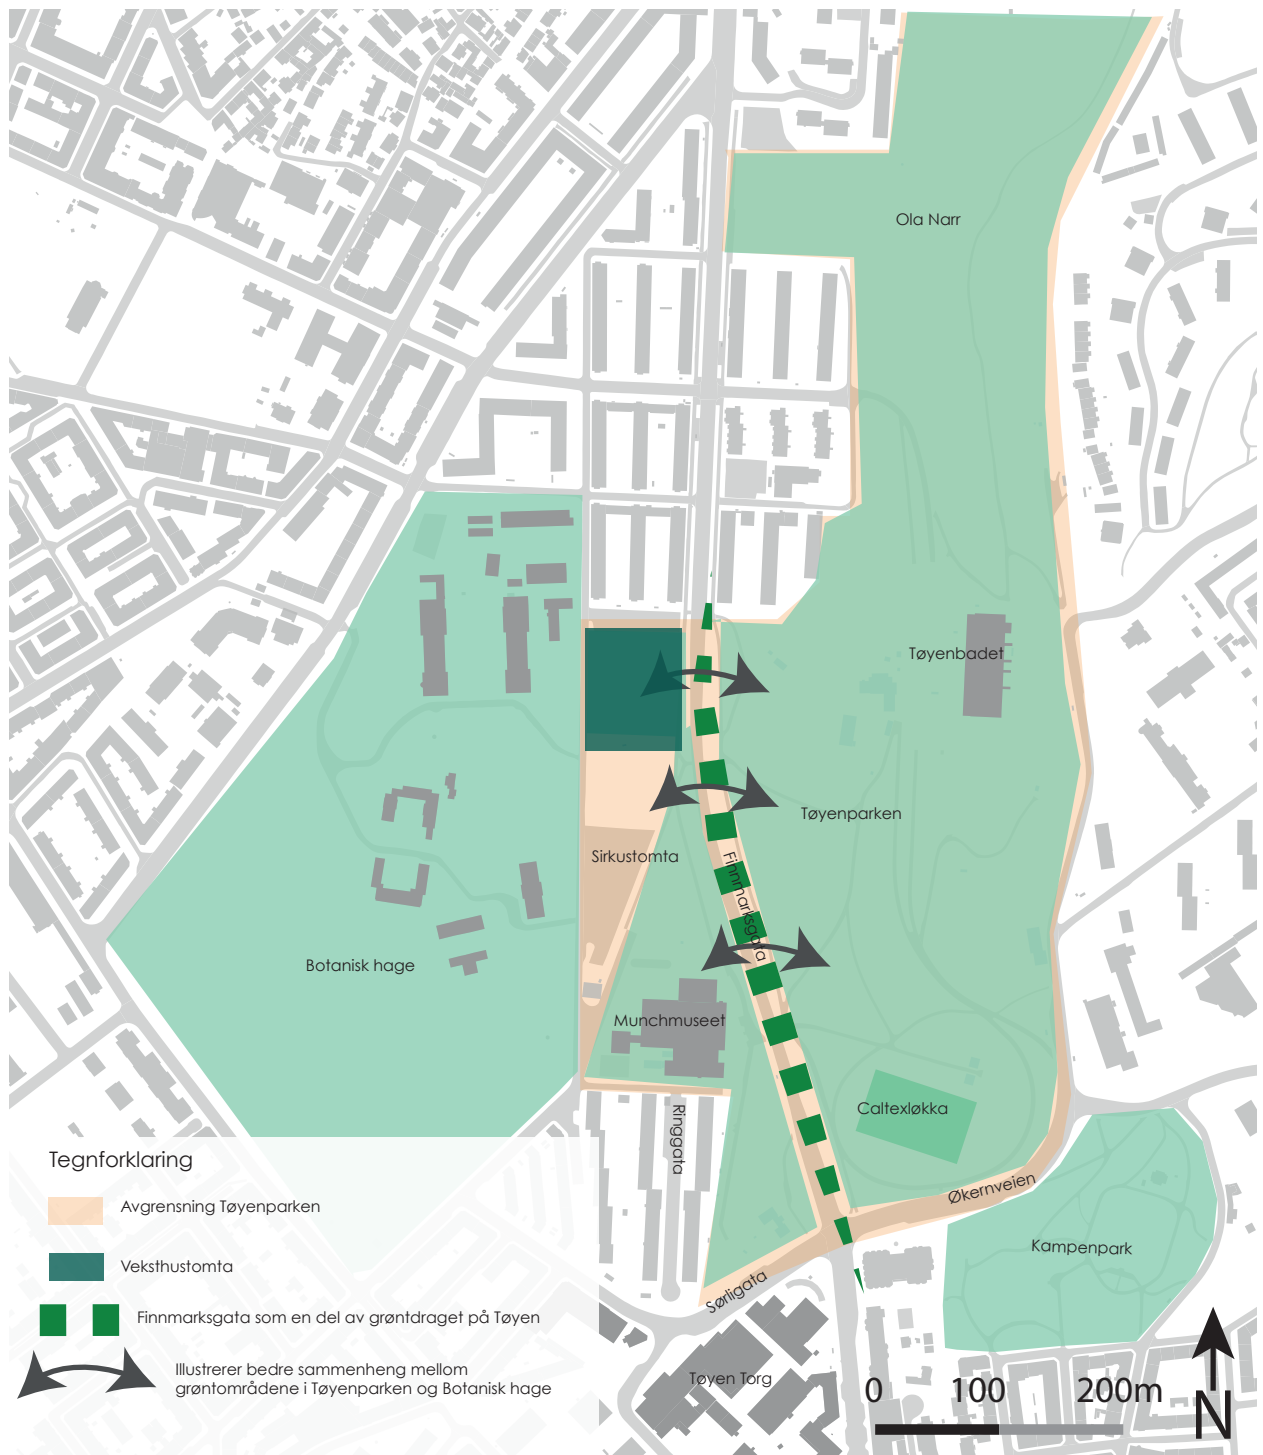 Ola Narr
Tøyenbadet
Tøyenparken
Sirkustomta
Finnmarksgata
Botanisk hage
Munchmuseet
Caltexløkka
Ringgata
Økernveien
Kampenpark
Sørligata
Tøyen Torg
Tegnforklaring
Avgrensning Tøyenparken
Veksthustomta
Finnmarksgata som en del av grøntdraget på Tøyen
Illustrerer bedre sammenheng mellom
grøntområdene i Tøyenparken og Botanisk hage
0 100 200m
N